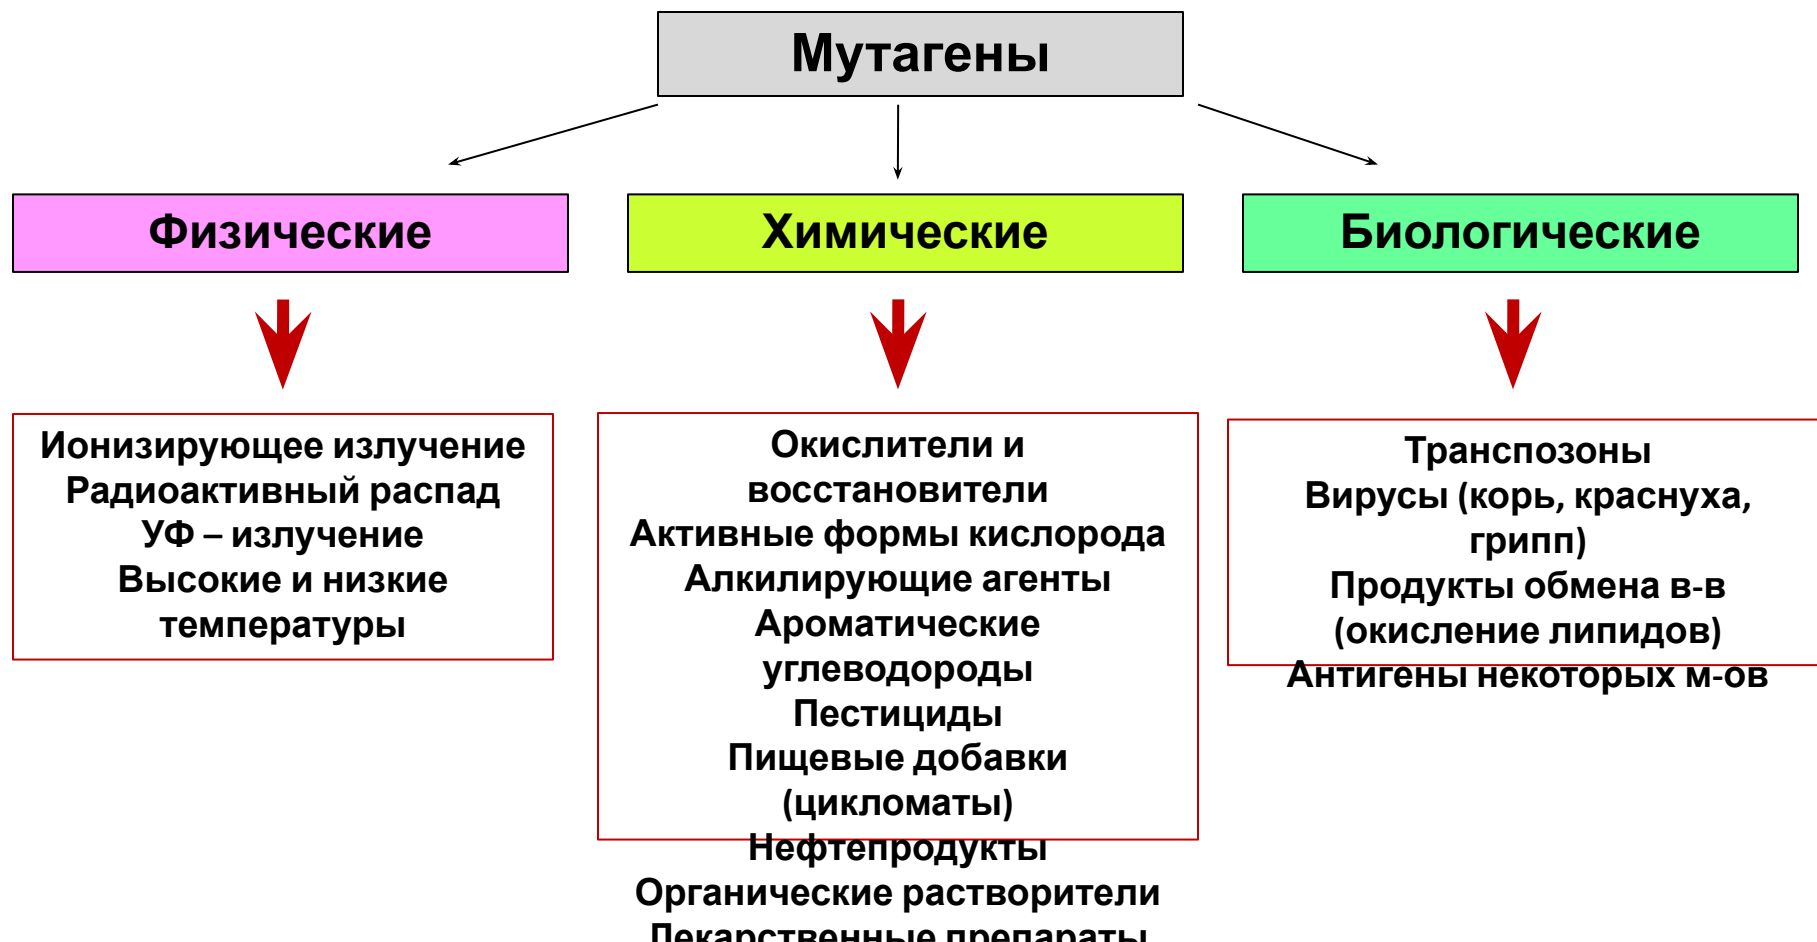 Мутагены
Физические
Химические
Биологические
Ионизирующее излучение
Радиоактивный распад
УФ – излучение
Высокие и низкие
температуры
Окислители и
восстановители
Активные формы кислорода
Алкилирующие агенты
Ароматические
углеводороды
Пестициды
Пищевые добавки
(цикломаты)
Нефтепродукты
Органические растворители
Лекарственные препараты
Транспозоны
Вирусы (корь, краснуха,
грипп)
Продукты обмена в-в
(окисление липидов)
Антигены некоторых м-ов